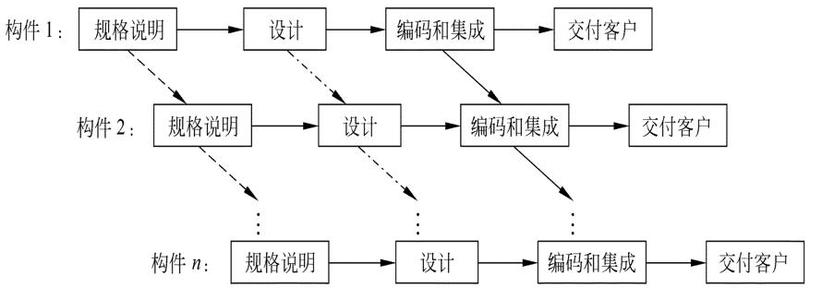 构件1: 规格说明 设计 编码和集成 交付客户
构件2: 规格说明 设计 编码和集成 交付客户
构件n: 规格说明 设计 编码和集成 交付客户